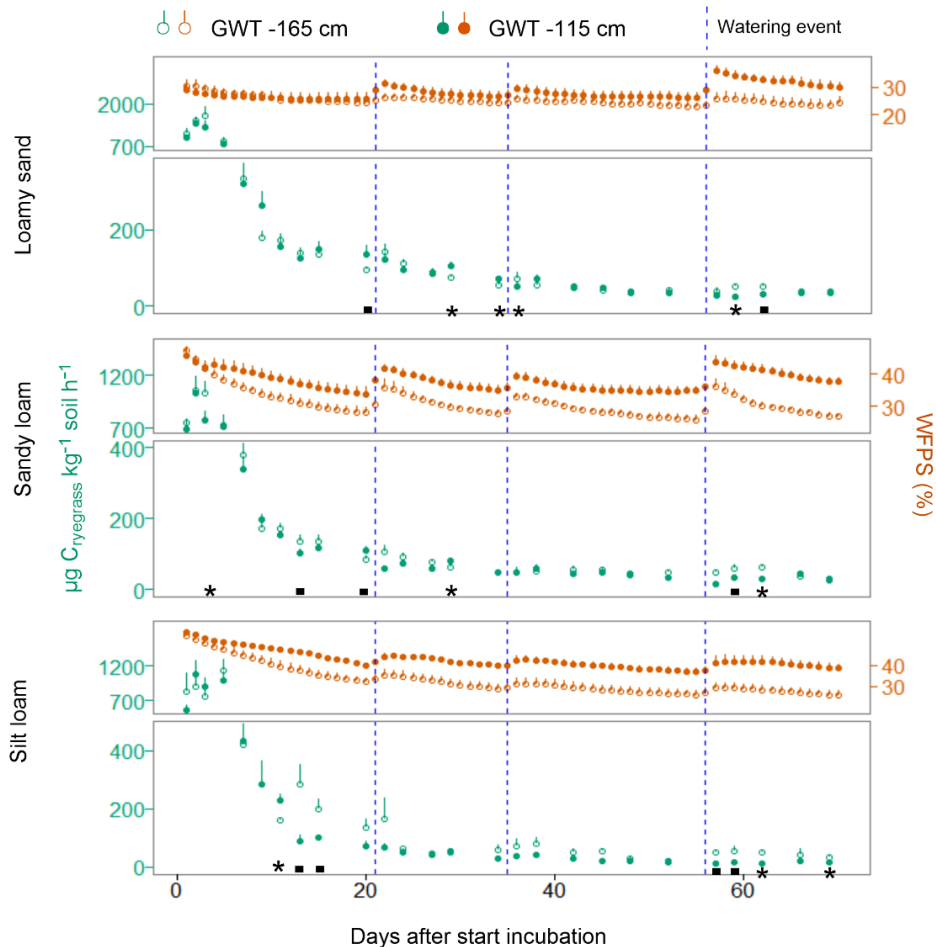 GWT -165 cm GWT -115 cm Watering event
Loamy sand
2000
700
200
0
30
20
* * * *
Sandy loam
1200
700
400
200
0
40
30
* * *
Silt loam
1200
700
400
200
0
40
30
* * *
µg Cryegrass kg⁻¹ soil h⁻¹
WFPS (%)
0 20 40 60
Days after start incubation